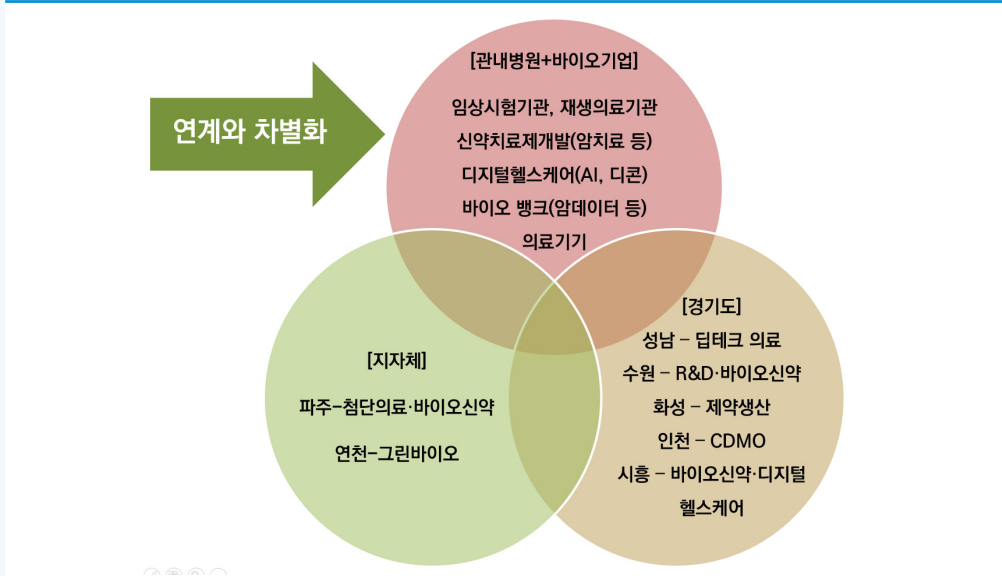 연계와 차별화
[관내병원+바이오기업]
임상시험기관, 재생의료기관
신약치료제개발(암치료 등)
디지털헬스케어(AI, 디콘)
바이오 뱅크(암데이터 등)
의료기기
[지자체]
파주-첨단의료·바이오신약
연천-그린바이오
[경기도]
성남 – 딥테크 의료
수원 – R&D·바이오신약
화성 – 제약생산
인천 – CDMO
시흥 – 바이오신약·디지털
헬스케어